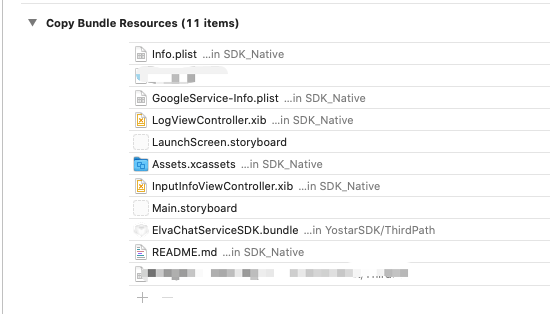 Copy Bundle Resources (11 items)
Info.plist ...in SDK_Native
GoogleService-Info.plist ...in SDK_Native
LogViewController.xib ...in SDK_Native
LaunchScreen.storyboard
Assets.xcassets ...in SDK_Native
InputInfoViewController.xib ...in SDK_Native
Main.storyboard
ElvaChatServiceSDK.bundle ...in YostarSDK/ThirdPath
README.md ...in SDK_Native